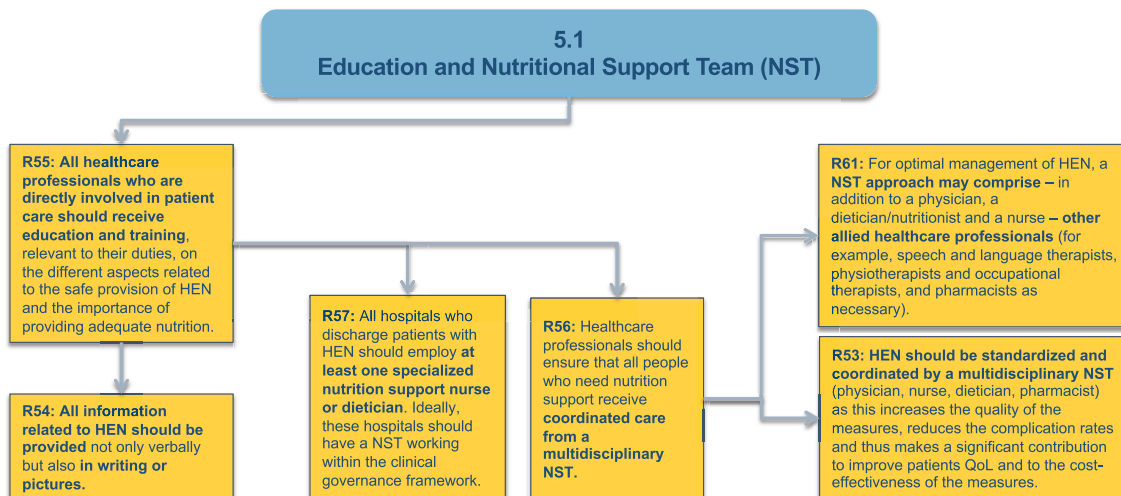 5.1
Education and Nutritional Support Team (NST)
R55: All healthcare
professionals who are
directly involved in patient
care should receive
education and training,
relevant to their duties, on
the different aspects related
to the safe provision of HEN
and the importance of
providing adequate nutrition.
R54: All information
related to HEN should be
provided not only verbally
but also in writing or
pictures.
R57: All hospitals who
discharge patients with
HEN should employ at
least one specialized
nutrition support nurse
or dietician. Ideally,
these hospitals should
have a NST working
within the clinical
governance framework.
R56: Healthcare
professionals should
ensure that all people
who need nutrition
support receive
coordinated care
from a
multidisciplinary
NST.
R61: For optimal management of HEN, a
NST approach may comprise – in
addition to a physician, a
dietician/nutritionist and a nurse – other
allied healthcare professionals (for
example, speech and language therapists,
physiotherapists and occupational
therapists, and pharmacists as
necessary).
R53: HEN should be standardized and
coordinated by a multidisciplinary NST
(physician, nurse, dietician, pharmacist)
as this increases the quality of the
measures, reduces the complication rates
and thus makes a significant contribution
to improve patients QoL and to the cost-
effectiveness of the measures.